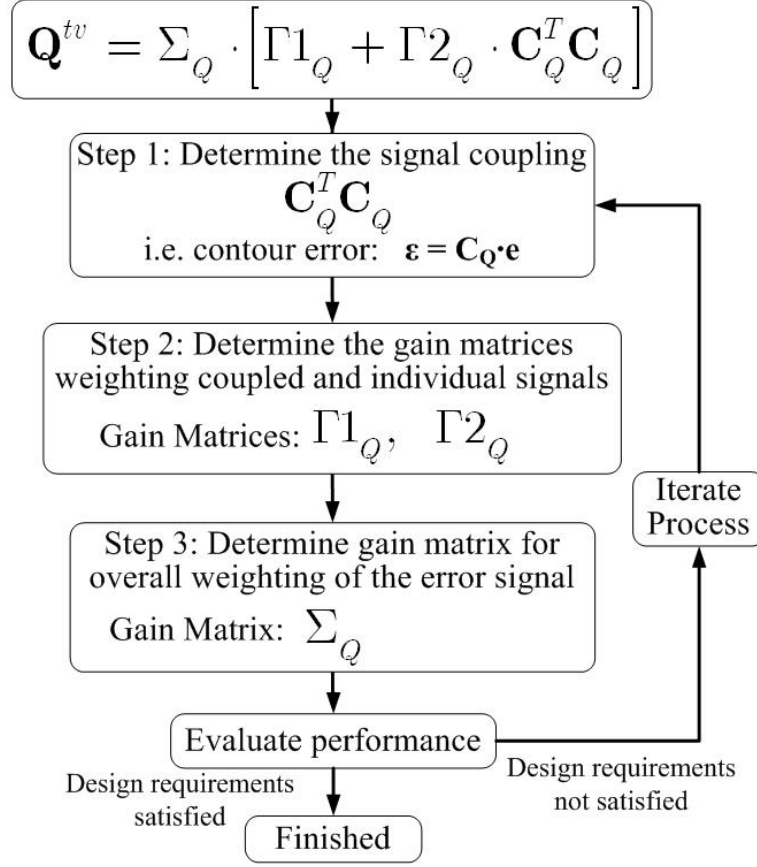 𝐐^{tv} = Σ_Q · [Γ1_Q + Γ2_Q · 𝐂_Q^T 𝐂_Q]
Step 1: Determine the signal coupling
𝐂_Q^T 𝐂_Q
i.e. contour error: ε = C_Q·e
Step 2: Determine the gain matrices
weighting coupled and individual signals
Gain Matrices: Γ1_Q, Γ2_Q
Step 3: Determine gain matrix for
overall weighting of the error signal
Gain Matrix: Σ_Q
Evaluate performance
Iterate
Process
Design requirements
satisfied
Design requirements
not satisfied
Finished